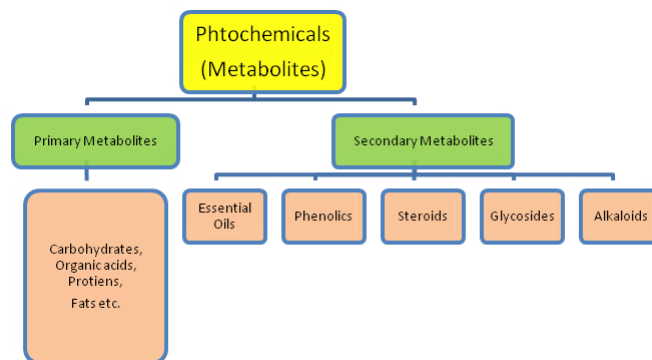 Phtochemicals
(Metabolites)
Primary Metabolites
Secondary Metabolites
Carbohydrates,
Organic acids,
Protiens,
Fats etc.
Essential
Oils
Phenolics
Steroids
Glycosides
Alkaloids